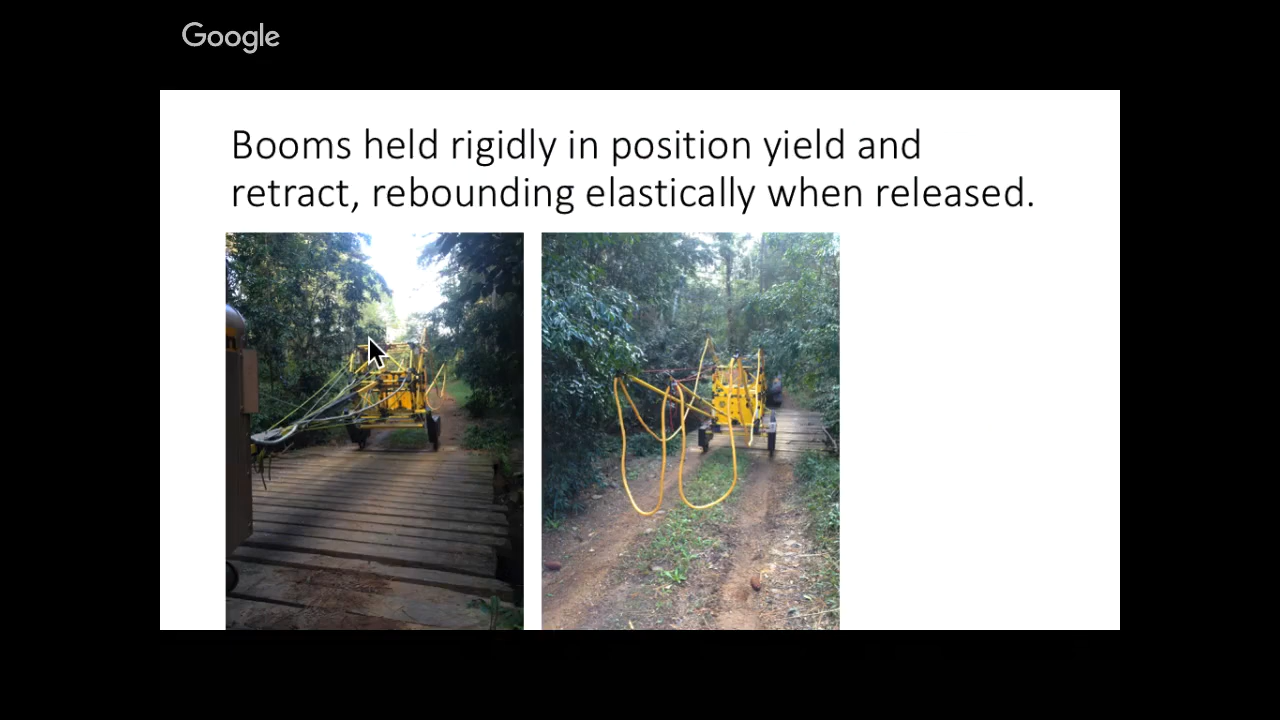 Google
Booms held rigidly in position yield and
retract, rebounding elastically when released.